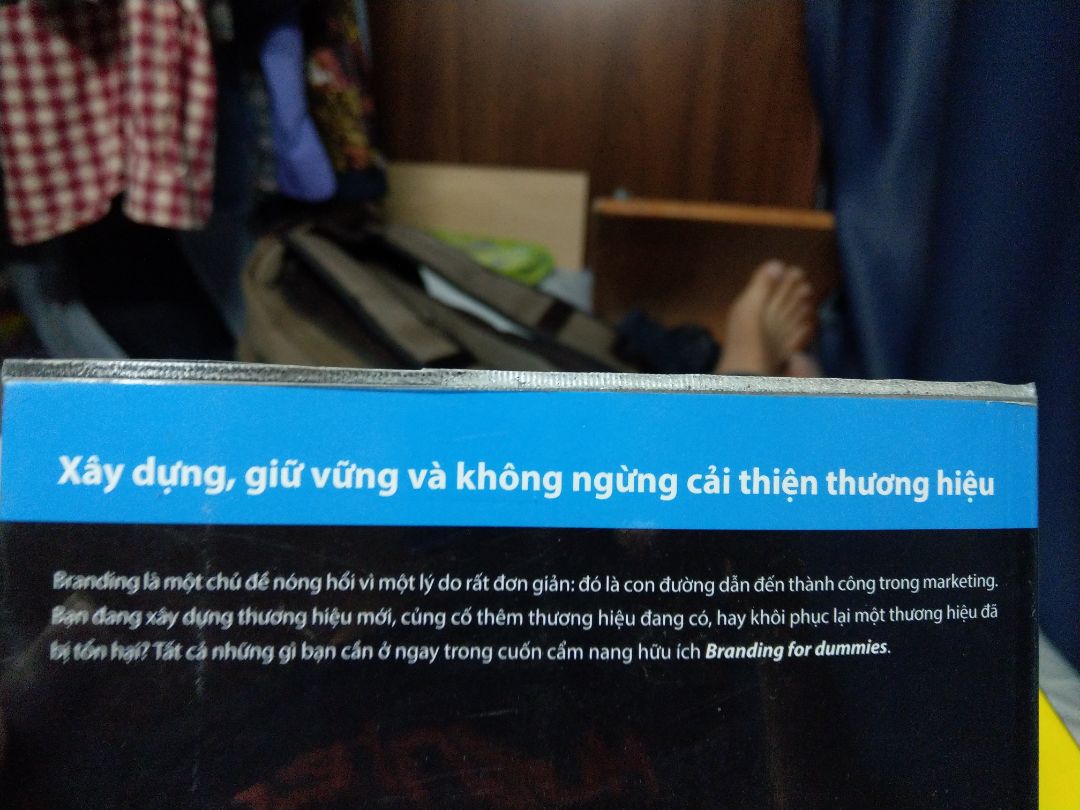 Xây dựng, giữ vững và không ngừng cải thiện thương hiệu
Branding là một chủ đề nóng hổi vì một lý do rất đơn giản: đó là con đường dẫn đến thành công trong marketing.
Bạn đang xây dựng thương hiệu mới, củng cố thêm thương hiệu đang có, hay khôi phục lại một thương hiệu đã
bị tổn hại? Tất cả những gì bạn cần ở ngay trong cuốn cẩm nang hữu ích Branding for dummies.